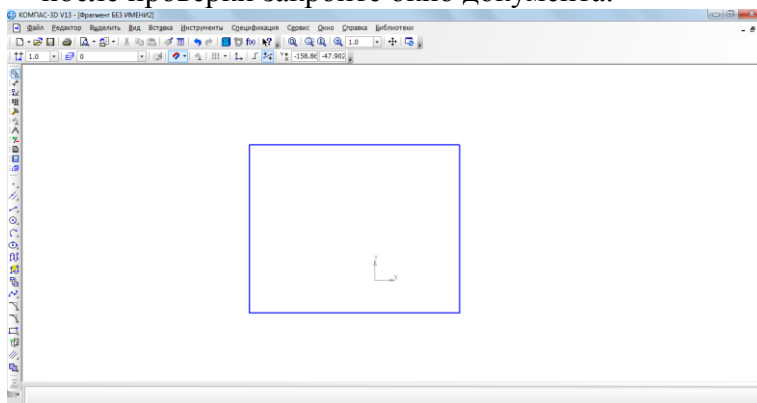 после проверки закройте окно документа.
КОМПАС-3D V13 - [Фрагмент БЕЗ ИМЕНИ2]
Файл Редактор Выделить Вид Вставка Инструменты Спецификация Сервис Окно Справка Библиотеки
f(x) 1.0
1.0 0 -158.86 -47.902
Y
X